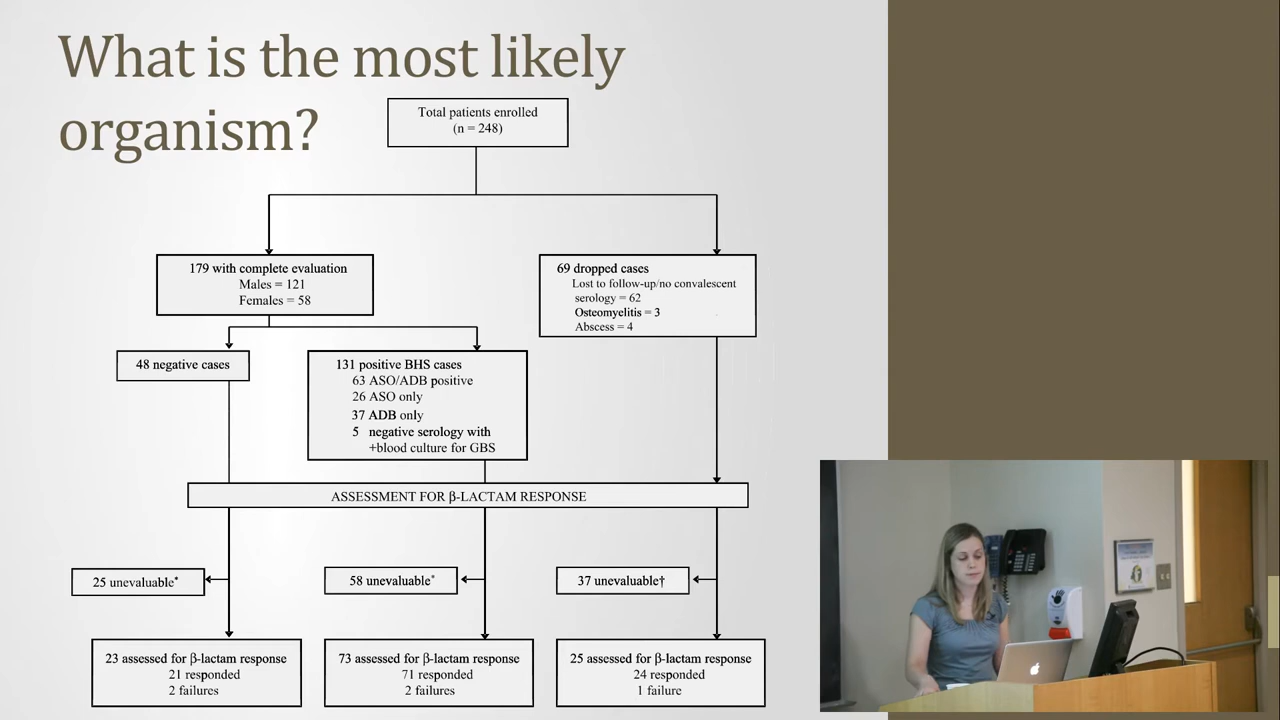 What is the most likely
organism?
Total patients enrolled
(n = 248)
179 with complete evaluation
Males = 121
Females = 58
69 dropped cases
Lost to follow-up/no convalescent
serology = 62
Osteomyelitis = 3
Abscess = 4
48 negative cases
131 positive BHS cases
63 ASO/ADB positive
26 ASO only
37 ADB only
5 negative serology with
+blood culture for GBS
ASSESSMENT FOR β-LACTAM RESPONSE
25 unevaluable*
58 unevaluable*
37 unevaluable†
23 assessed for β-lactam response
21 responded
2 failures
73 assessed for β-lactam response
71 responded
2 failures
25 assessed for β-lactam response
24 responded
1 failure